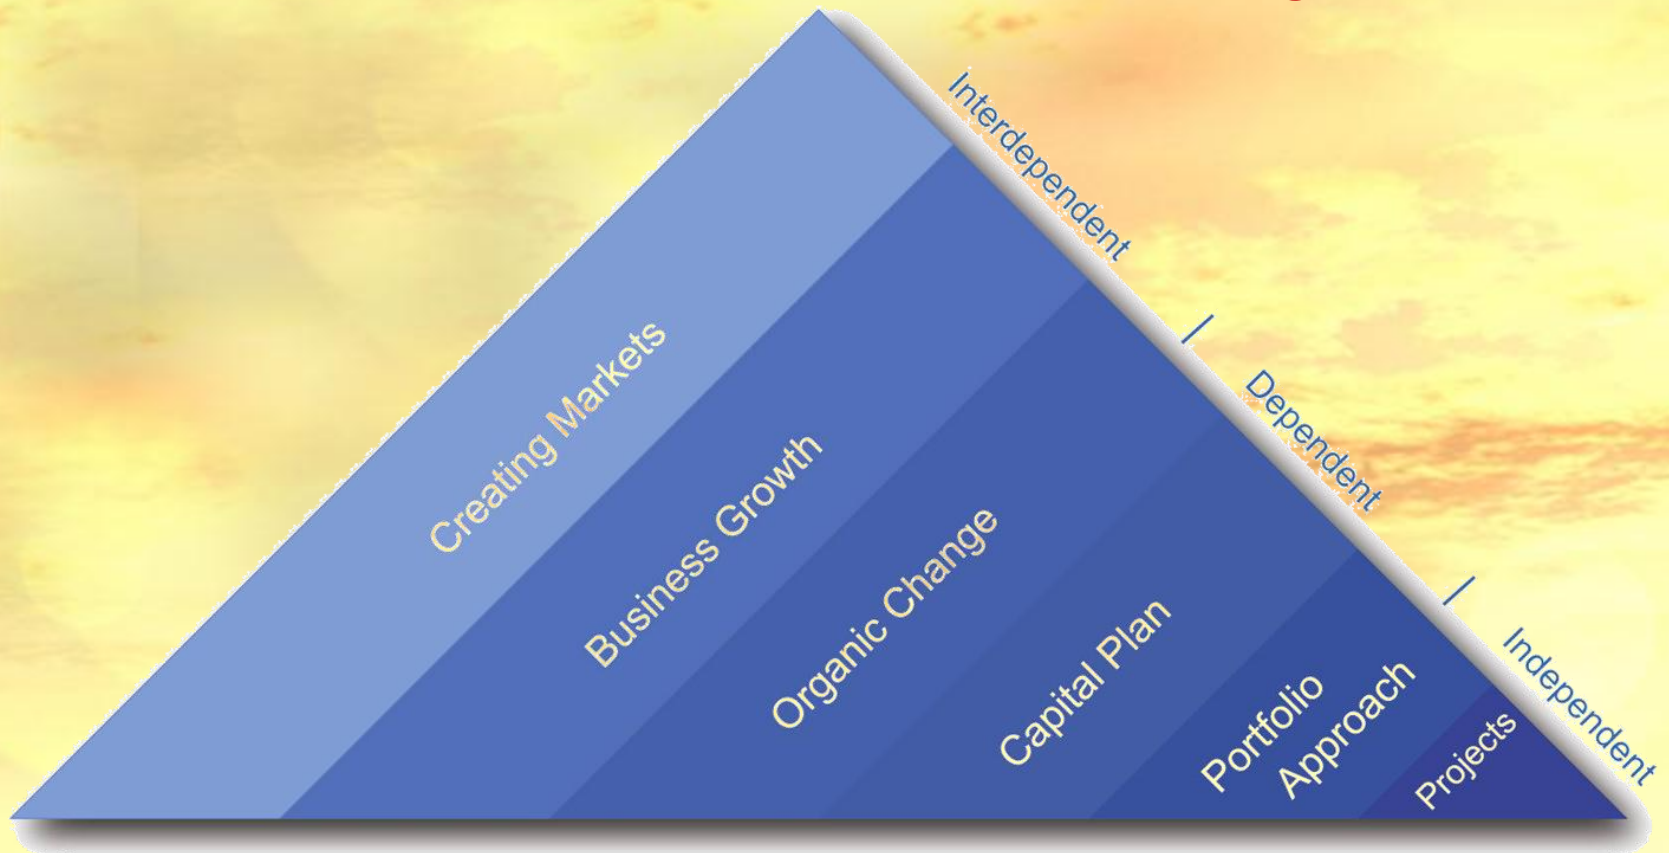 Creating Markets
Business Growth
Organic Change
Capital Plan
Portfolio
Approach
Projects
Interdependent
Dependent
Independent